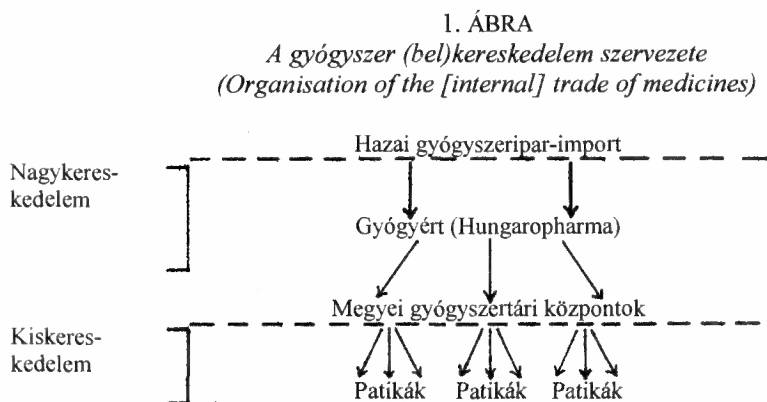 1. ÁBRA
A gyógyszer (bel)kereskedelem szervezete
(Organisation of the [internal] trade of medicines)
Hazai gyógyszeripar-import
Nagykeres-
kedelem
Gyógyért (Hungaropharma)
Megyei gyógyszertári központok
Kiskeres-
kedelem
Patikák Patikák Patikák